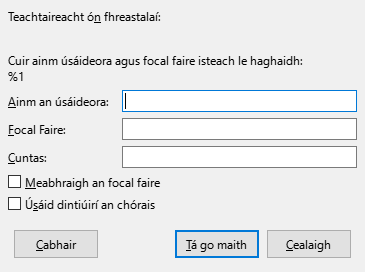 Teachtaireacht ón fhreastalaí:
Cuir ainm úsáideora agus focal faire isteach le haghaidh:
%1
Ainm an úsáideora:
Focal Faire:
Cuntas:
Meabhraigh an focal faire
Úsáid dintiúirí an chórais
Cabhair
Tá go maith
Cealaigh